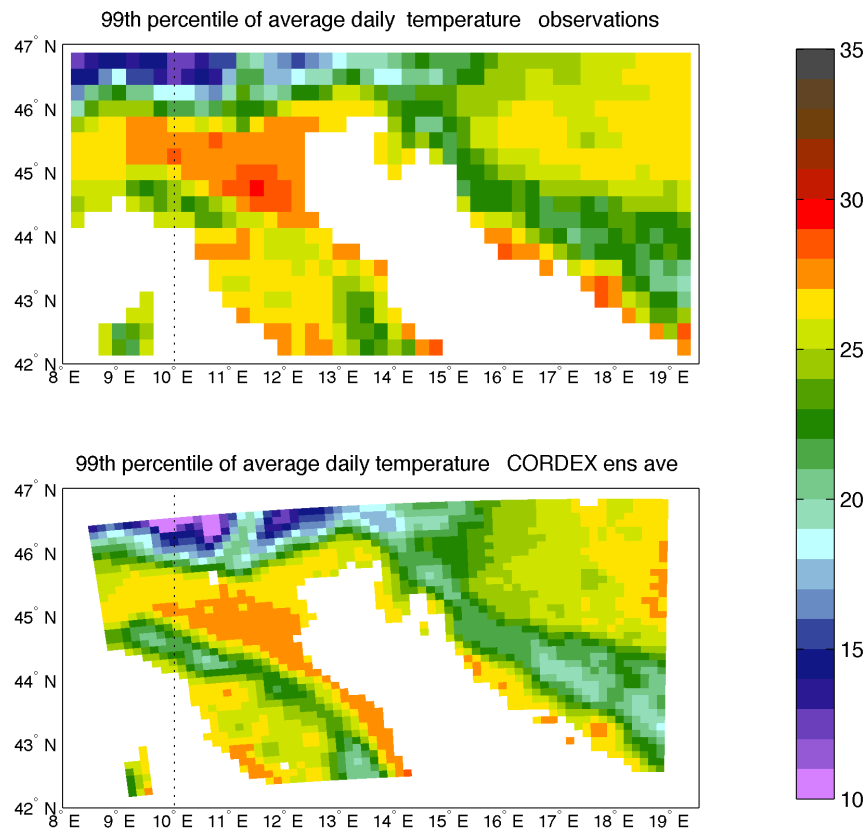 99th percentile of average daily temperature observations
47° N
46° N
45° N
44° N
43° N
42° N
8° E 9° E 10° E 11° E 12° E 13° E 14° E 15° E 16° E 17° E 18° E 19° E
35
30
25
20
15
10
99th percentile of average daily temperature CORDEX ens ave
47° N
46° N
45° N
44° N
43° N
42° N
8° E 9° E 10° E 11° E 12° E 13° E 14° E 15° E 16° E 17° E 18° E 19° E